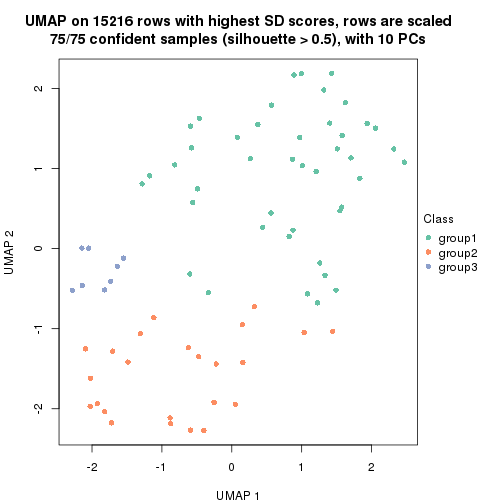 UMAP on 15216 rows with highest SD scores, rows are scaled
75/75 confident samples (silhouette > 0.5), with 10 PCs
2
1
0
-1
-2
UMAP 2
-2
-1
0
1
2
UMAP 1
Class
group1
group2
group3